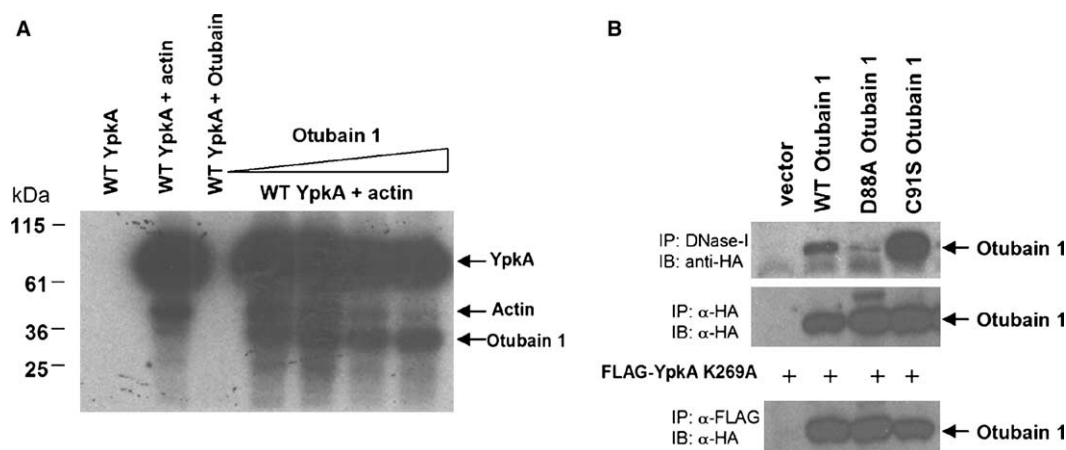 A
WT YpkA
WT YpkA + actin
WT YpkA + Otubain
Otubain 1
WT YpkA + actin
kDa
115
61
36
25
YpkA
Actin
Otubain 1
B
vector
WT Otubain 1
D88A Otubain 1
C91S Otubain 1
IP: DNase-I
IB: anti-HA
Otubain 1
IP: α-HA
IB: α-HA
Otubain 1
FLAG-YpkA K269A + + + +
IP: α-FLAG
IB: α-HA
Otubain 1